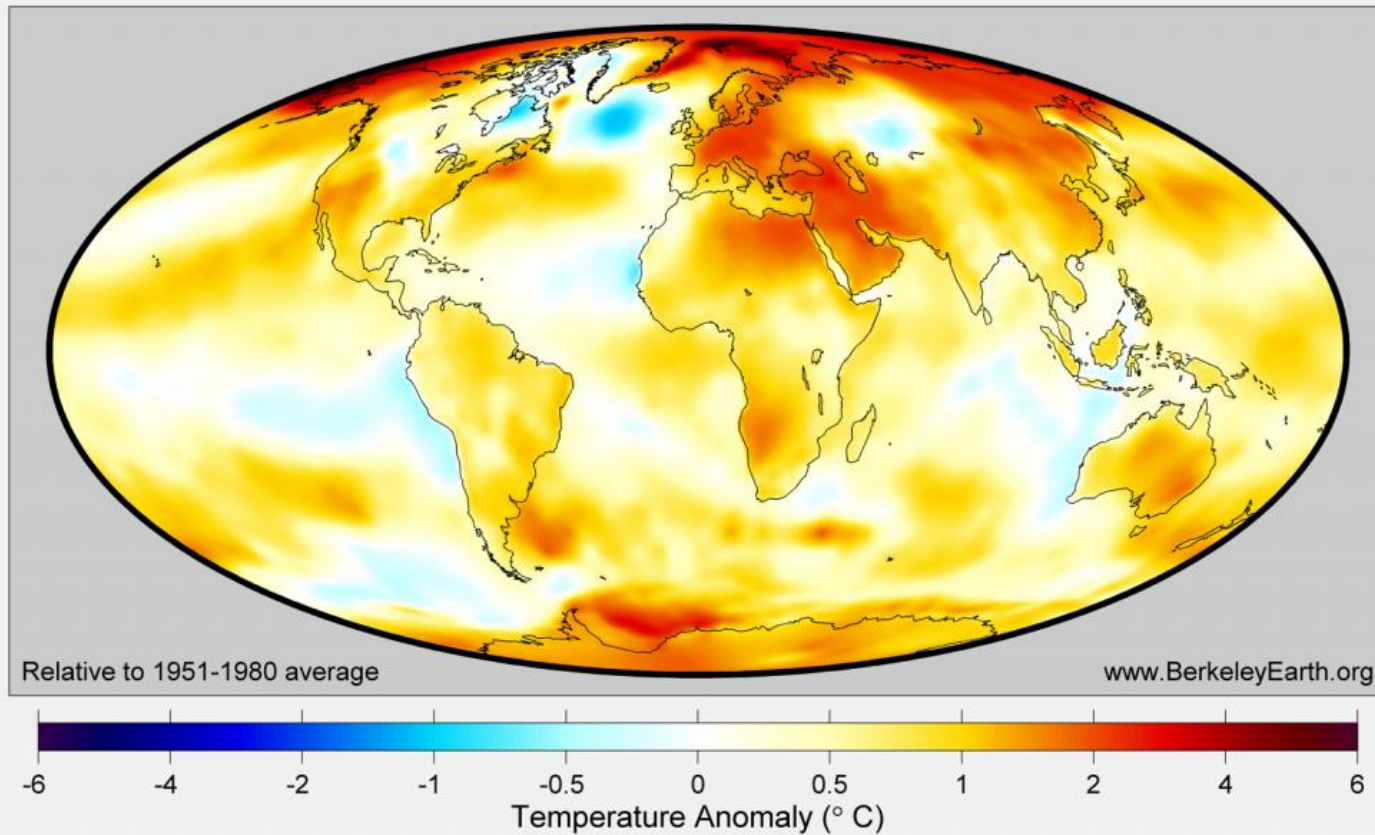 Relative to 1951-1980 average
www.BerkeleyEarth.org
-6 -4 -2 -1 -0.5 0 0.5 1 2 4 6
Temperature Anomaly (° C)